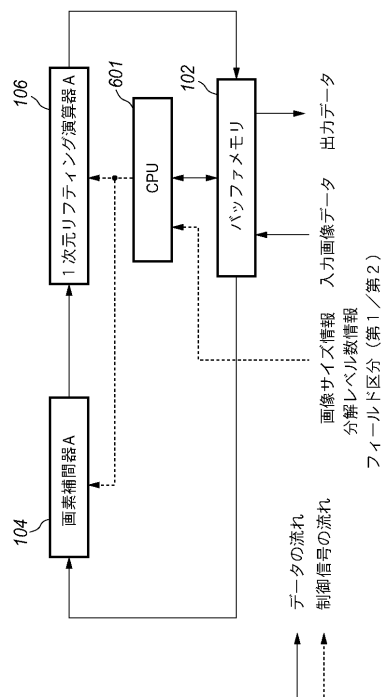 104
画素補間器A
106
1次元リフティング演算器A
601
CPU
102
バッファメモリ
画像サイズ情報
分解レベル数情報
フィールド区分（第1／第2）
入力画像データ
出力データ
データの流れ
制御信号の流れ